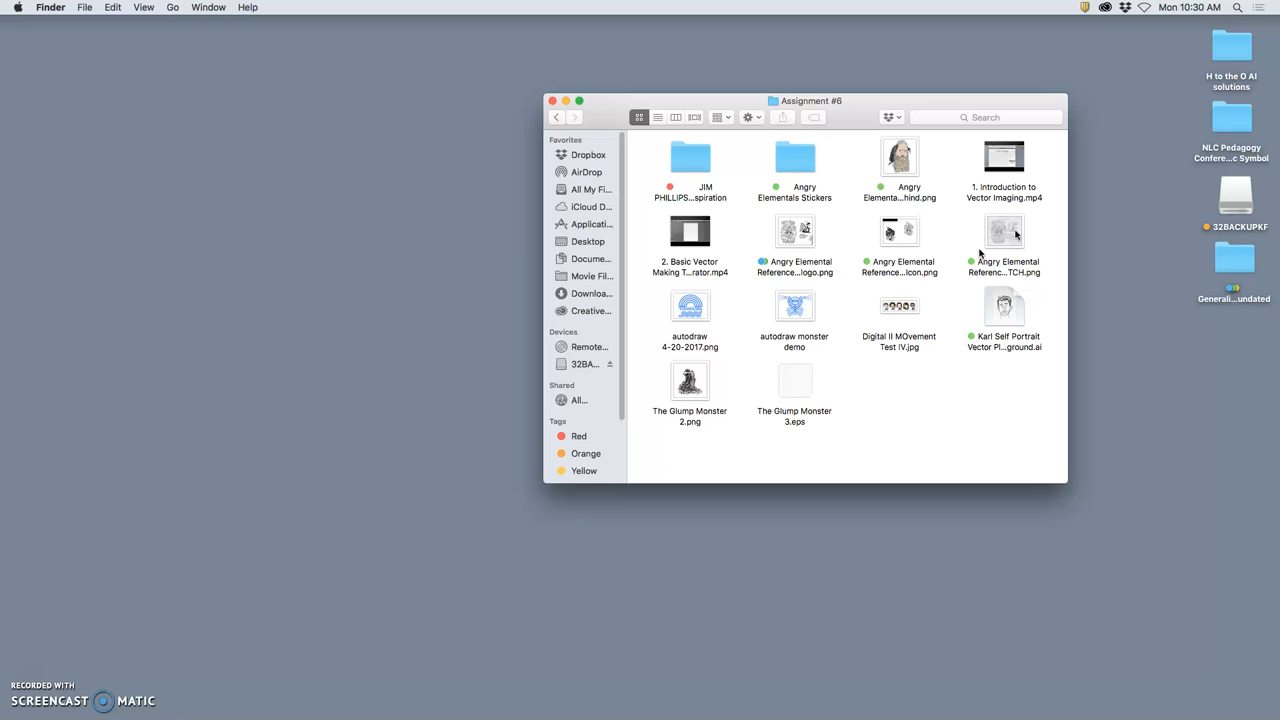 Finder File Edit View Go Window Help
Mon 10:30 AM
H to the O AI
solutions
NLC Pedagogy
Confere...c Symbol
32BACKUPKF
Generali...undated
Assignment #6
Search
Favorites
Dropbox
AirDrop
All My Fi...
iCloud D...
Applicati...
Desktop
Docume...
Movie Fil...
Downloa...
Creative...
Devices
Remote...
32BA...
Shared
All...
Tags
Red
Orange
Yellow
JIM
PHILLIPS...spiration
Angry
Elementals Stickers
Angry
Elementa...hind.png
1. Introduction to
Vector Imaging.mp4
2. Basic Vector
Making T...rator.mp4
Angry Elemental
Reference...logo.png
Angry Elemental
Reference...Icon.png
Angry Elemental
Referenc...TCH.png
autodraw
4-20-2017.png
autodraw monster
demo
Digital II MOvement
Test IV.jpg
Karl Self Portrait
Vector Pl...ground.ai
The Glump Monster
2.png
The Glump Monster
3.eps
RECORDED WITH
SCREENCAST MATIC